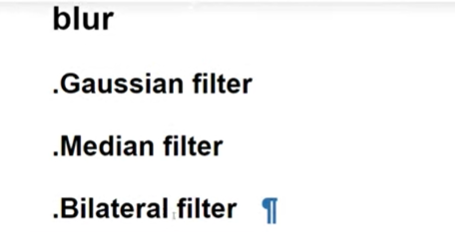 blur
.Gaussian filter
.Median filter
.Bilateral filter ¶